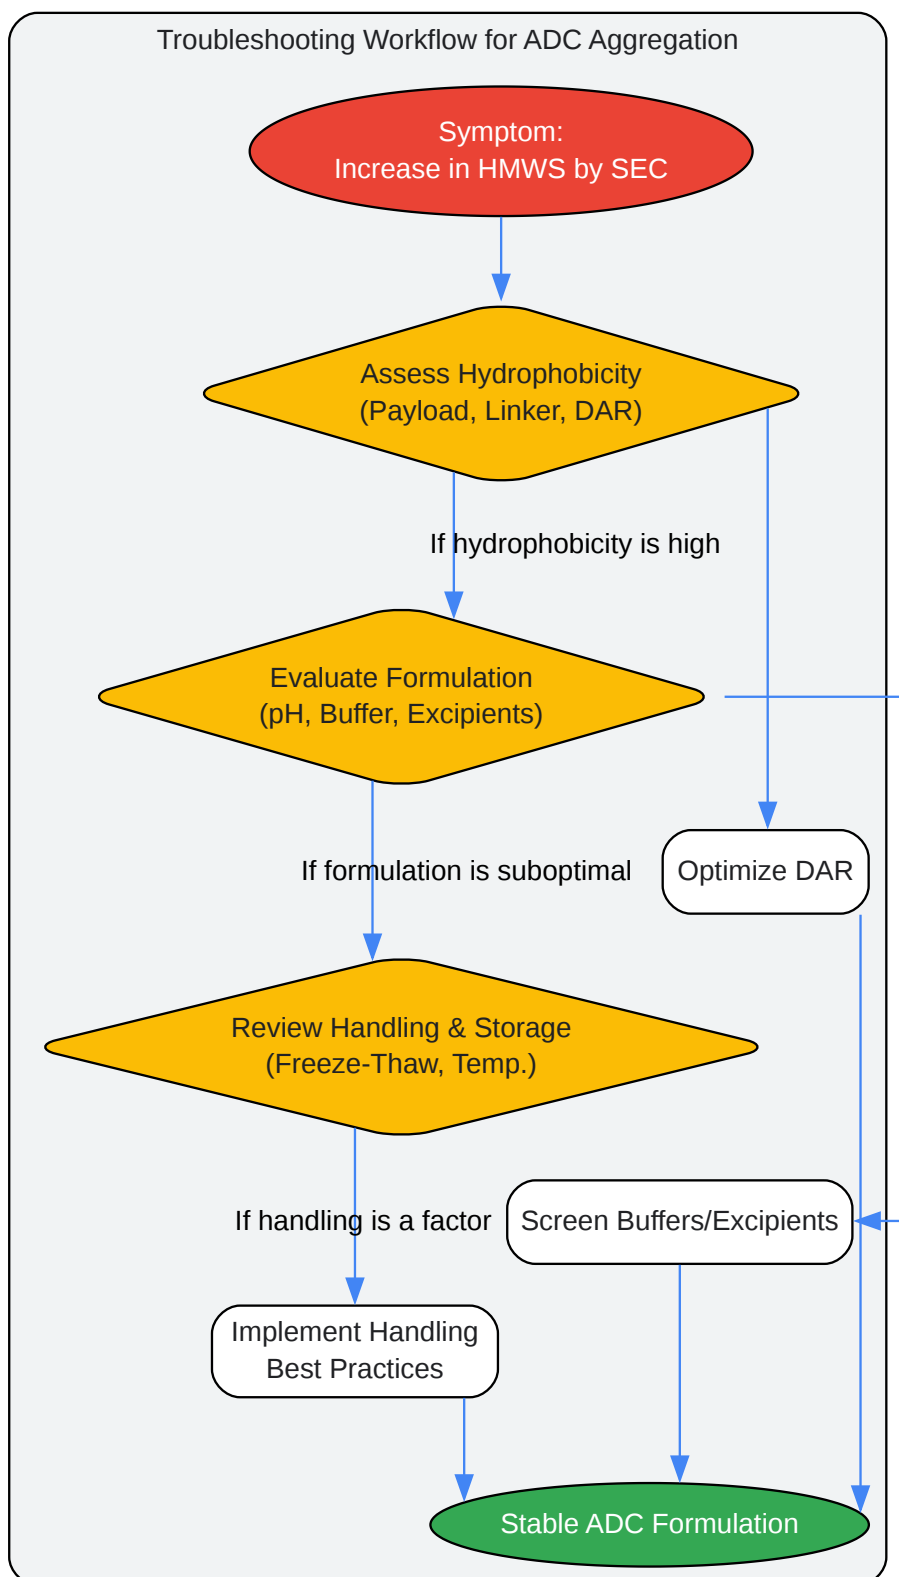 Troubleshooting Workflow for ADC Aggregation
Symptom:
Increase in HMWS by SEC
Assess Hydrophobicity
(Payload, Linker, DAR)
If hydrophobicity is high
Evaluate Formulation
(pH, Buffer, Excipients)
If formulation is suboptimal
Optimize DAR
Review Handling & Storage
(Freeze-Thaw, Temp.)
If handling is a factor
Screen Buffers/Excipients
Implement Handling
Best Practices
Stable ADC Formulation